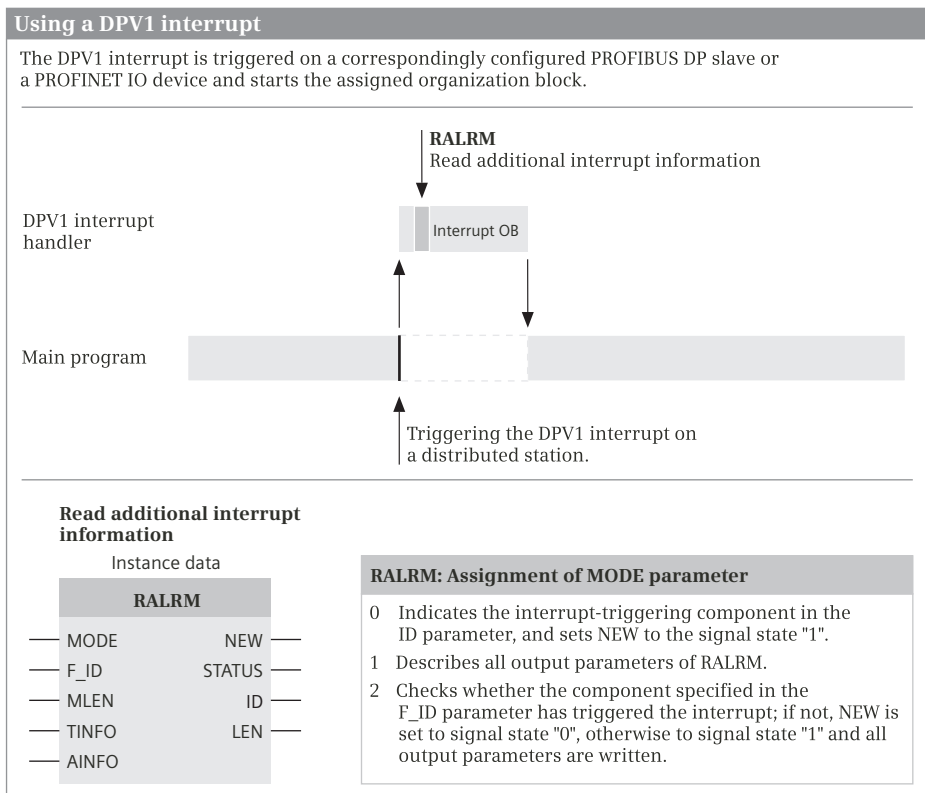 Using a DPV1 interrupt
The DPV1 interrupt is triggered on a correspondingly configured PROFIBUS DP slave or
a PROFINET IO device and starts the assigned organization block.
RALRM
Read additional interrupt information
DPV1 interrupt
handler
Interrupt OB
Main program
Triggering the DPV1 interrupt on
a distributed station.
Read additional interrupt
information
Instance data
RALRM
MODE NEW
F_ID STATUS
MLEN ID
TINFO LEN
AINFO
RALRM: Assignment of MODE parameter
0 Indicates the interrupt-triggering component in the
ID parameter, and sets NEW to the signal state "1".
1 Describes all output parameters of RALRM.
2 Checks whether the component specified in the
F_ID parameter has triggered the interrupt; if not, NEW is
set to signal state "0", otherwise to signal state "1" and all
output parameters are written.